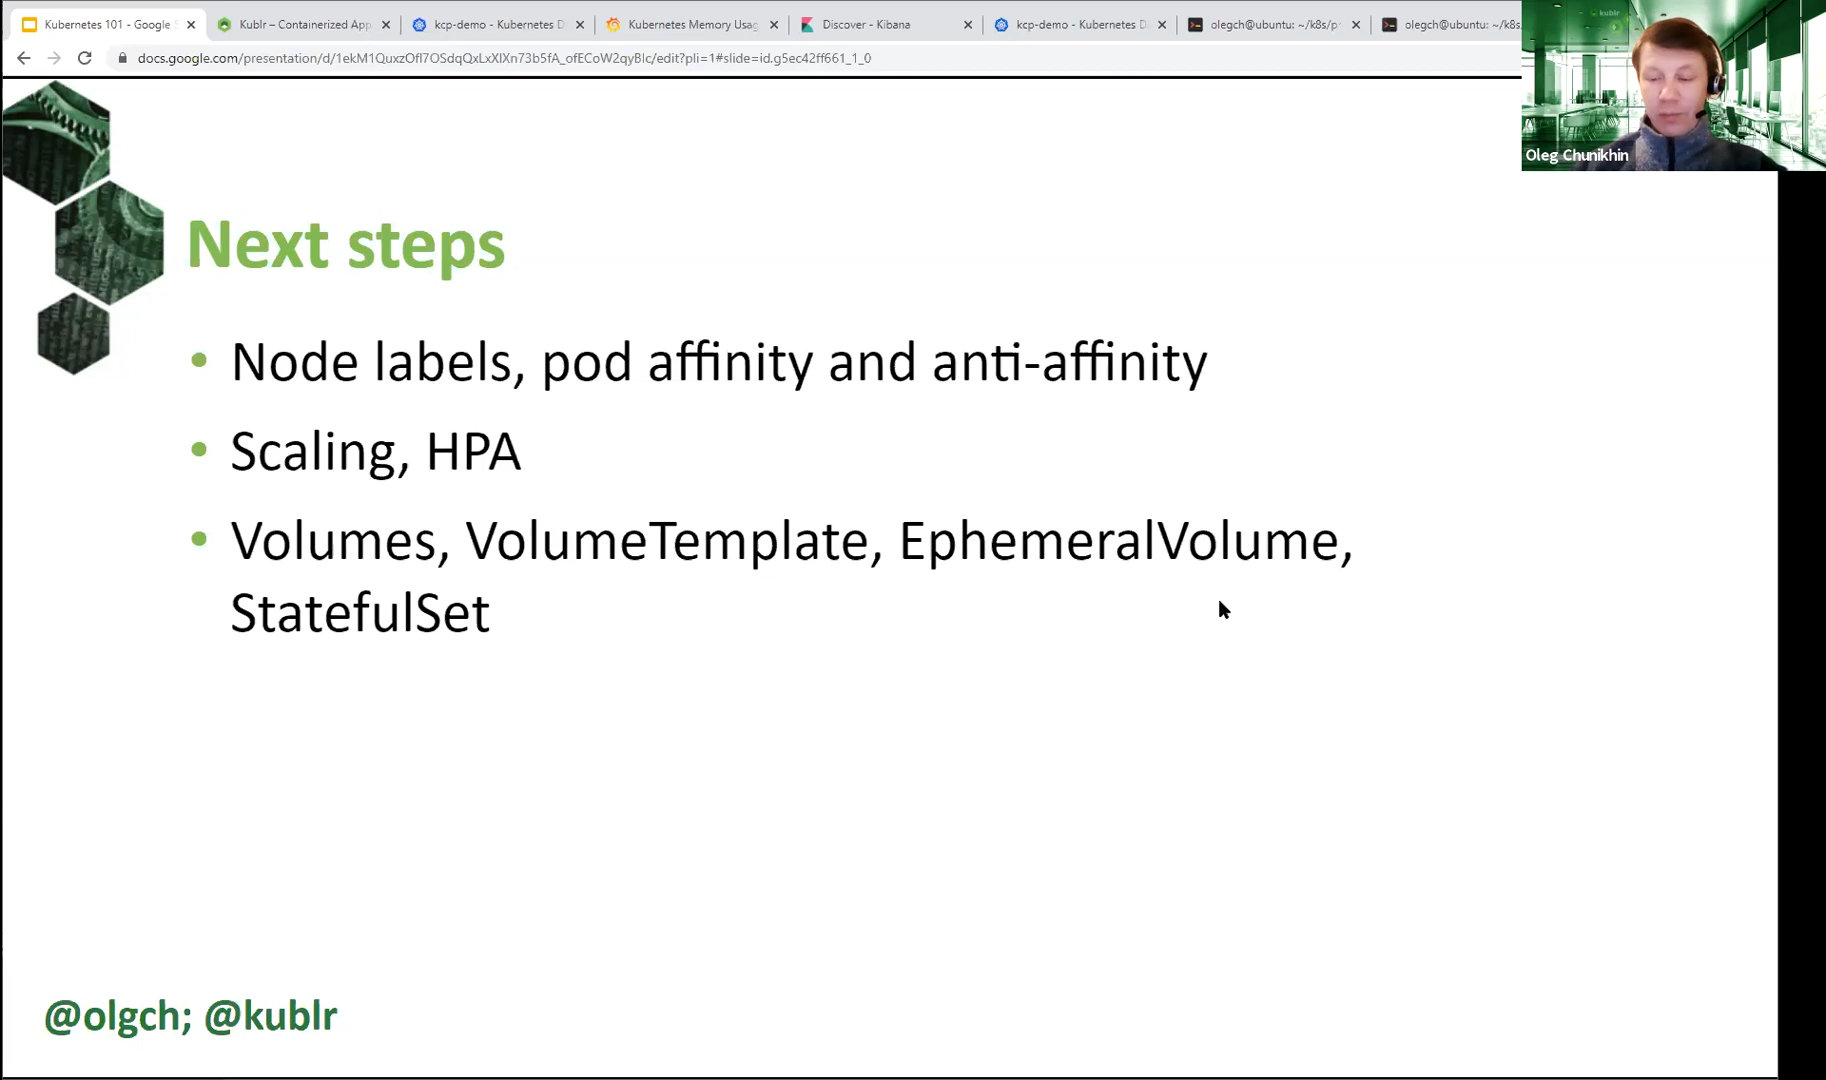 Kubernetes 101 - Google S
Kublr – Containerized App
kcp-demo - Kubernetes D
Kubernetes Memory Usag
Discover - Kibana
kcp-demo - Kubernetes D
olegch@ubuntu: ~/k8s/p
olegch@ubuntu: ~/k8s
docs.google.com/presentation/d/1ekM1QuxzOfl7OSdqQxLxXlXn73b5fA_ofECoW2qyBlc/edit?pli=1#slide=id.g5ec42ff661_1_0
kublr
Oleg Chunikhin
Next steps
• Node labels, pod affinity and anti-affinity
• Scaling, HPA
• Volumes, VolumeTemplate, EphemeralVolume,
StatefulSet
@olgch; @kublr